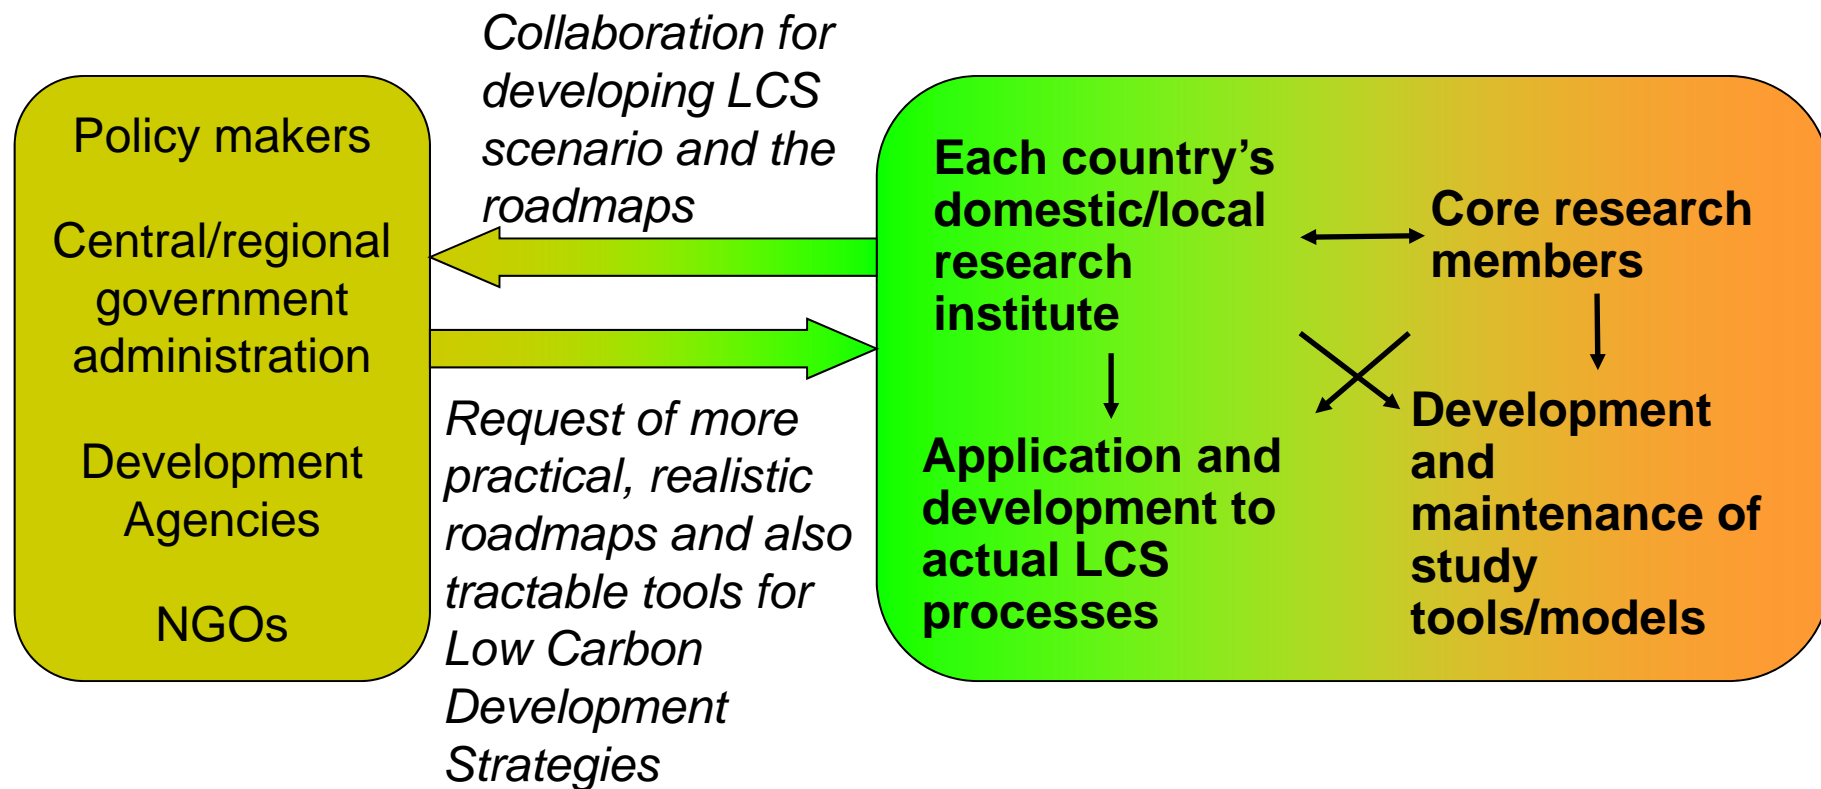 Policy makers
Central/regional
government
administration
Development
Agencies
NGOs
Collaboration for
developing LCS
scenario and the
roadmaps
Request of more
practical, realistic
roadmaps and also
tractable tools for
Low Carbon
Development
Strategies
Each country’s
domestic/local
research
institute
Core research
members
Application and
development to
actual LCS
processes
Development
and
maintenance of
study
tools/models